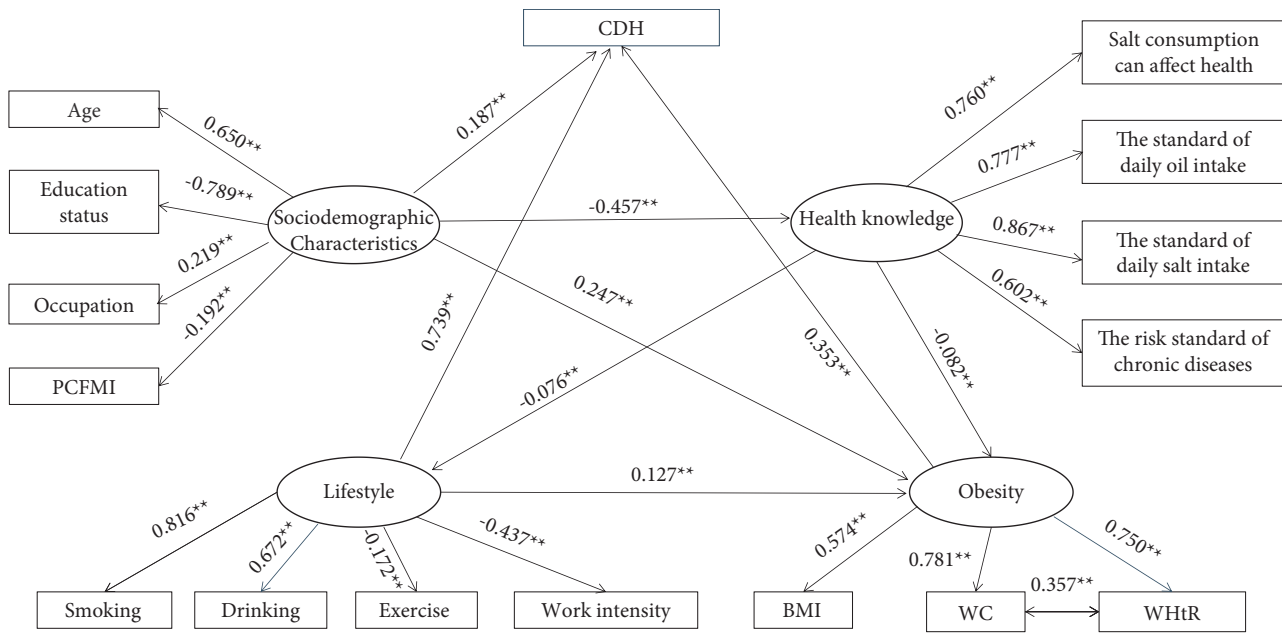 CDH
Salt consumption
can affect health
Age
0.650**
0.187**
0.760**
The standard of
daily oil intake
0.777**
Education
status
-0.789**
Sociodemographic
Characteristics
-0.457**
Health knowledge
0.867**
The standard of
daily salt intake
0.219**
Occupation
-0.192**
0.739**
0.247**
0.353**
-0.082**
0.602**
The risk standard of
chronic diseases
PCFMI
-0.076**
Lifestyle
0.127**
Obesity
0.816**
0.672**
-0.172**
-0.437**
0.574**
0.781**
0.750**
0.357**
Smoking
Drinking
Exercise
Work intensity
BMI
WC
WHtR